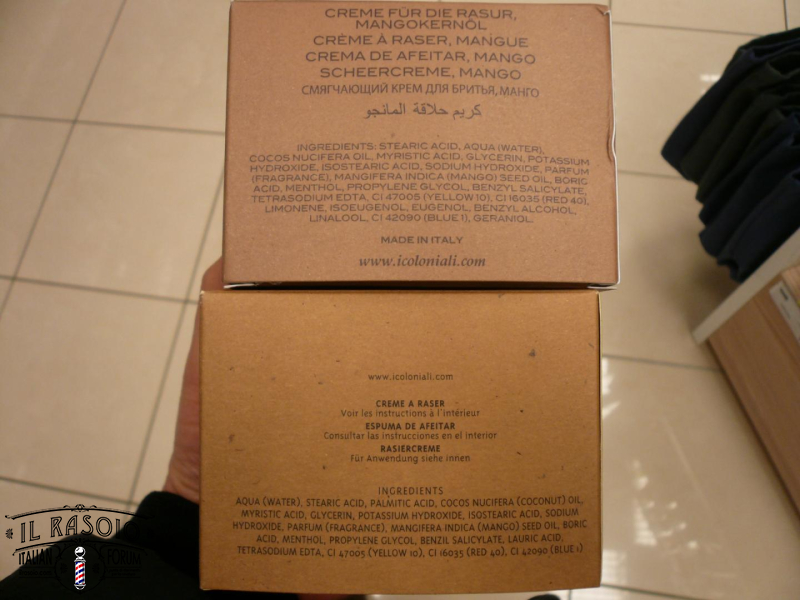 CREME FÜR DIE RASUR,
MANGOKERNÖL
CRÈME À RASER, MANGUE
CREMA DE AFEITAR, MANGO
SCHEERCREME, MANGO
СМЯГЧАЮЩИЙ КРЕМ ДЛЯ БРИТЬЯ, МАНГО
كريم حلاقة المانجو
INGREDIENTS: STEARIC ACID, AQUA (WATER),
COCOS NUCIFERA OIL, MYRISTIC ACID, GLYCERIN, POTASSIUM
HYDROXIDE, ISOSTEARIC ACID, SODIUM HYDROXIDE, PARFUM
(FRAGRANCE), MANGIFERA INDICA (MANGO) SEED OIL, BORIC
ACID, MENTHOL, PROPYLENE GLYCOL, BENZYL SALICYLATE,
TETRASODIUM EDTA, CI 47005 (YELLOW 10), CI 16035 (RED 40),
LIMONENE, ISOEUGENOL, EUGENOL, BENZYL ALCOHOL,
LINALOOL, CI 42090 (BLUE 1), GERANIOL.
MADE IN ITALY
www.icoloniali.com
www.icoloniali.com
CREME A RASER
Voir les instructions à l'intérieur
ESPUMA DE AFEITAR
Consultar las instrucciones en el interior
RASIERCREME
Für Anwendung siehe innen
INGREDIENTS
AQUA (WATER), STEARIC ACID, PALMITIC ACID, COCOS NUCIFERA (COCONUT) OIL,
MYRISTIC ACID, GLYCERIN, POTASSIUM HYDROXIDE, ISOSTEARIC ACID, SODIUM
HYDROXIDE, PARFUM (FRAGRANCE), MANGIFERA INDICA (MANGO) SEED OIL, BORIC
ACID, MENTHOL, PROPYLENE GLYCOL, BENZYL SALICYLATE, LAURIC ACID,
TETRASODIUM EDTA, CI 47005 (YELLOW 10), CI 16035 (RED 40), CI 42090 (BLUE 1)
IL RASOI
ITALIAN FORUM